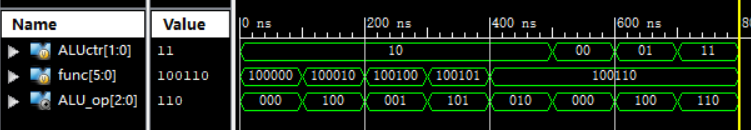 Name Value 0 ns 200 ns 400 ns 600 ns 80
ALUctr[1:0] 11 10 00 01 11
func[5:0] 100110 100000 100010 100100 100101 100110
ALU_op[2:0] 110 000 100 001 101 010 000 100 110